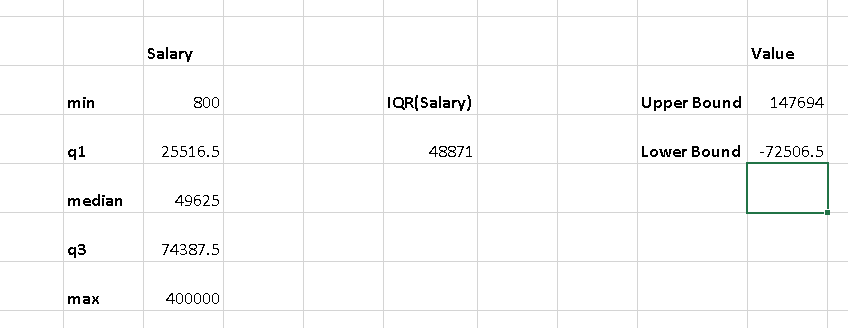 Salary Value
min 800 IQR(Salary) Upper Bound 147694
q1 25516.5 48871 Lower Bound -72506.5
median 49625
q3 74387.5
max 400000